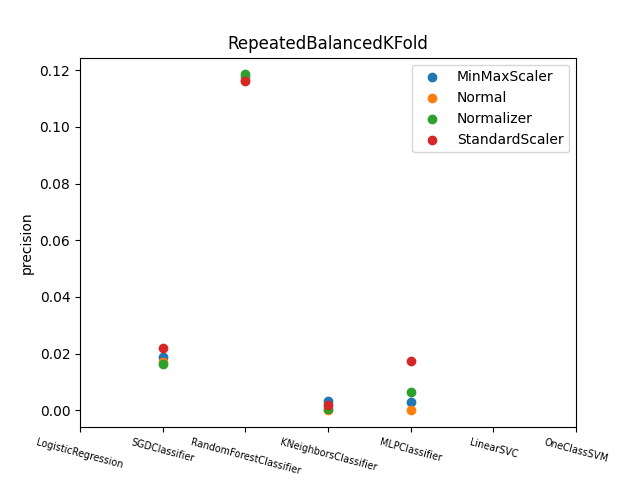 RepeatedBalancedKFold
0.12
0.10
0.08
0.06
0.04
0.02
0.00
precision
MinMaxScaler
Normal
Normalizer
StandardScaler
LogisticRegression
SGDClassifier
RandomForestClassifier
KNeighborsClassifier
MLPClassifier
LinearSVC
OneClassSVM